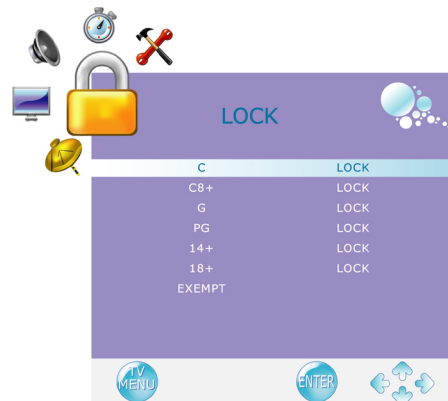 LOCK
C LOCK
C8+ LOCK
G LOCK
PG LOCK
14+ LOCK
18+ LOCK
EXEMPT
TV
MENU ENTER